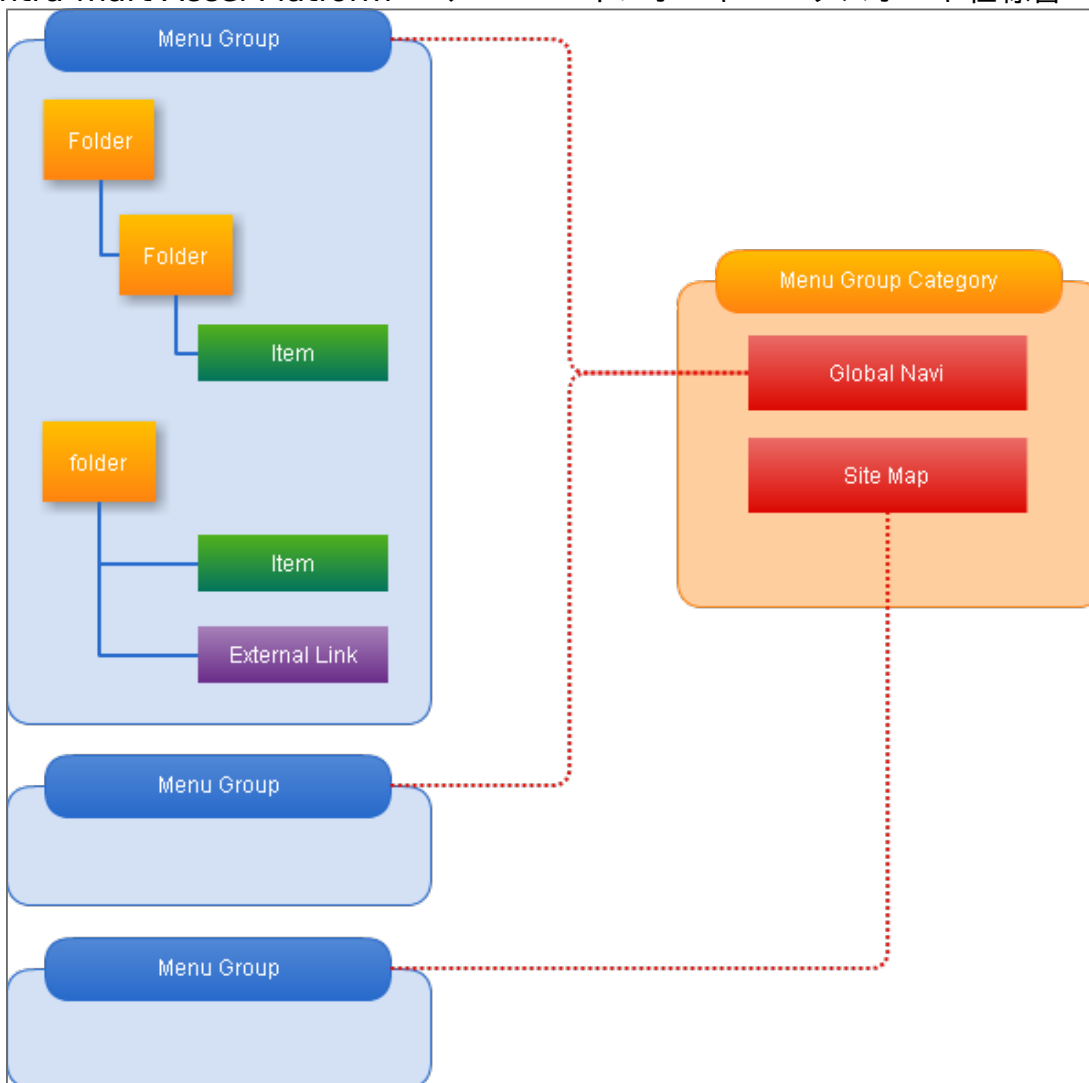 Menu Group
Folder
Folder
Item
folder
Item
External Link
Menu Group
Menu Group
Menu Group Category
Global Navi
Site Map